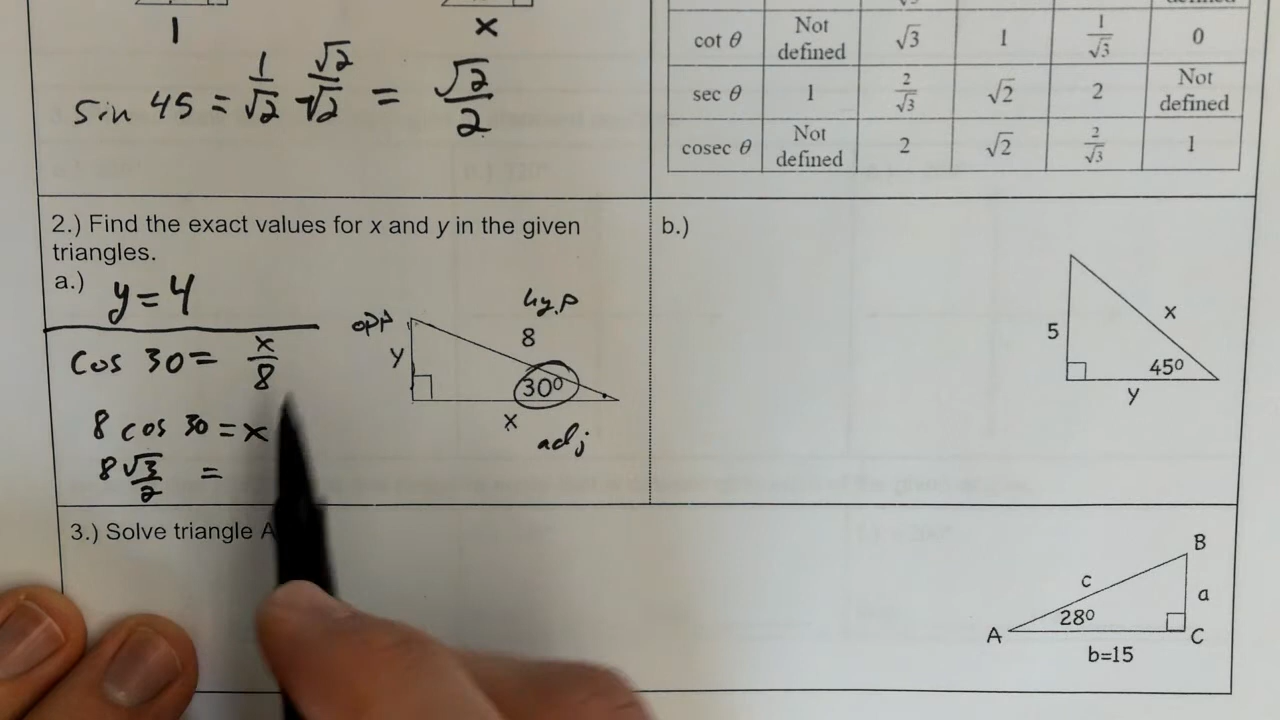 1
x
sin 45 = 1/√2 · √2/√2 = √2/2
cot θ Not defined √3 1 1/√3 0
sec θ 1 2/√3 √2 2 Not defined
cosec θ Not defined 2 √2 2/√3 1
2.) Find the exact values for x and y in the given
triangles.
a.) y = 4
cos 30 = x/8
8 cos 30 = x
8 √3/2 =
opp
hyp
8
y
30⁰
x
adj
b.)
5
x
45⁰
y
3.) Solve triangle A
B
c
a
28⁰
A
C
b=15